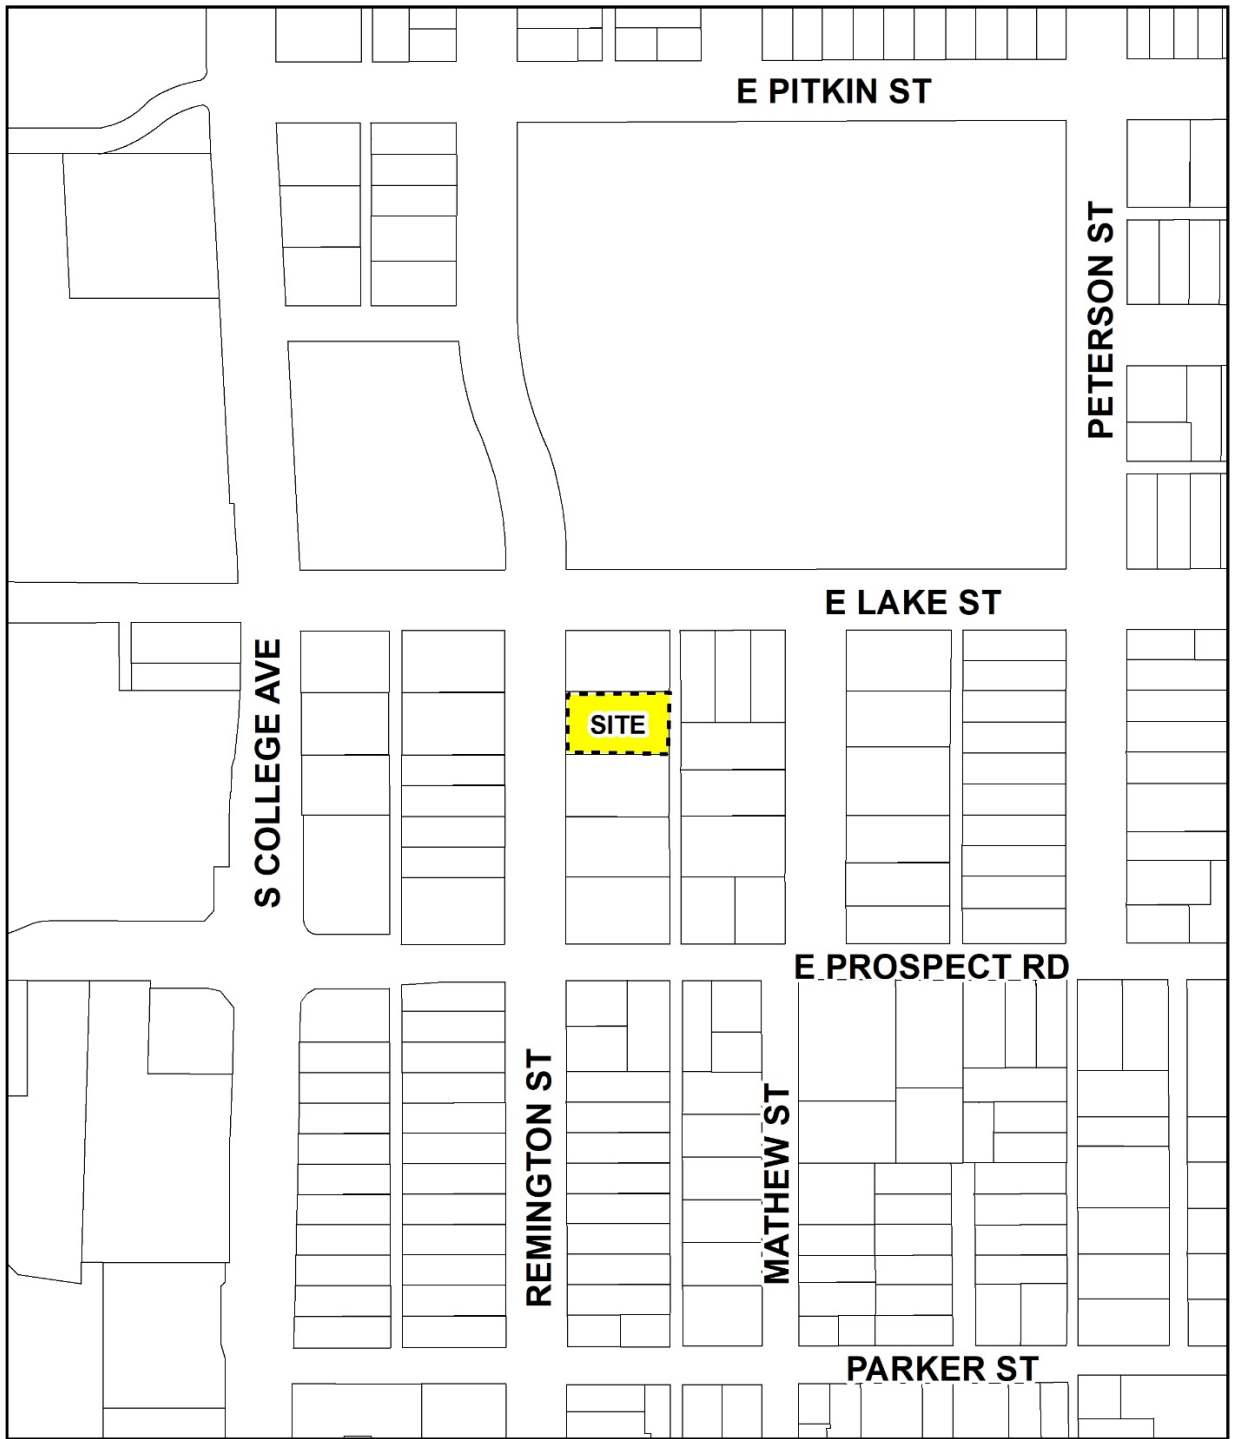 E PITKIN ST
PETERSON ST
E LAKE ST
S COLLEGE AVE
SITE
E PROSPECT RD
REMINGTON ST
MATHEW ST
PARKER ST